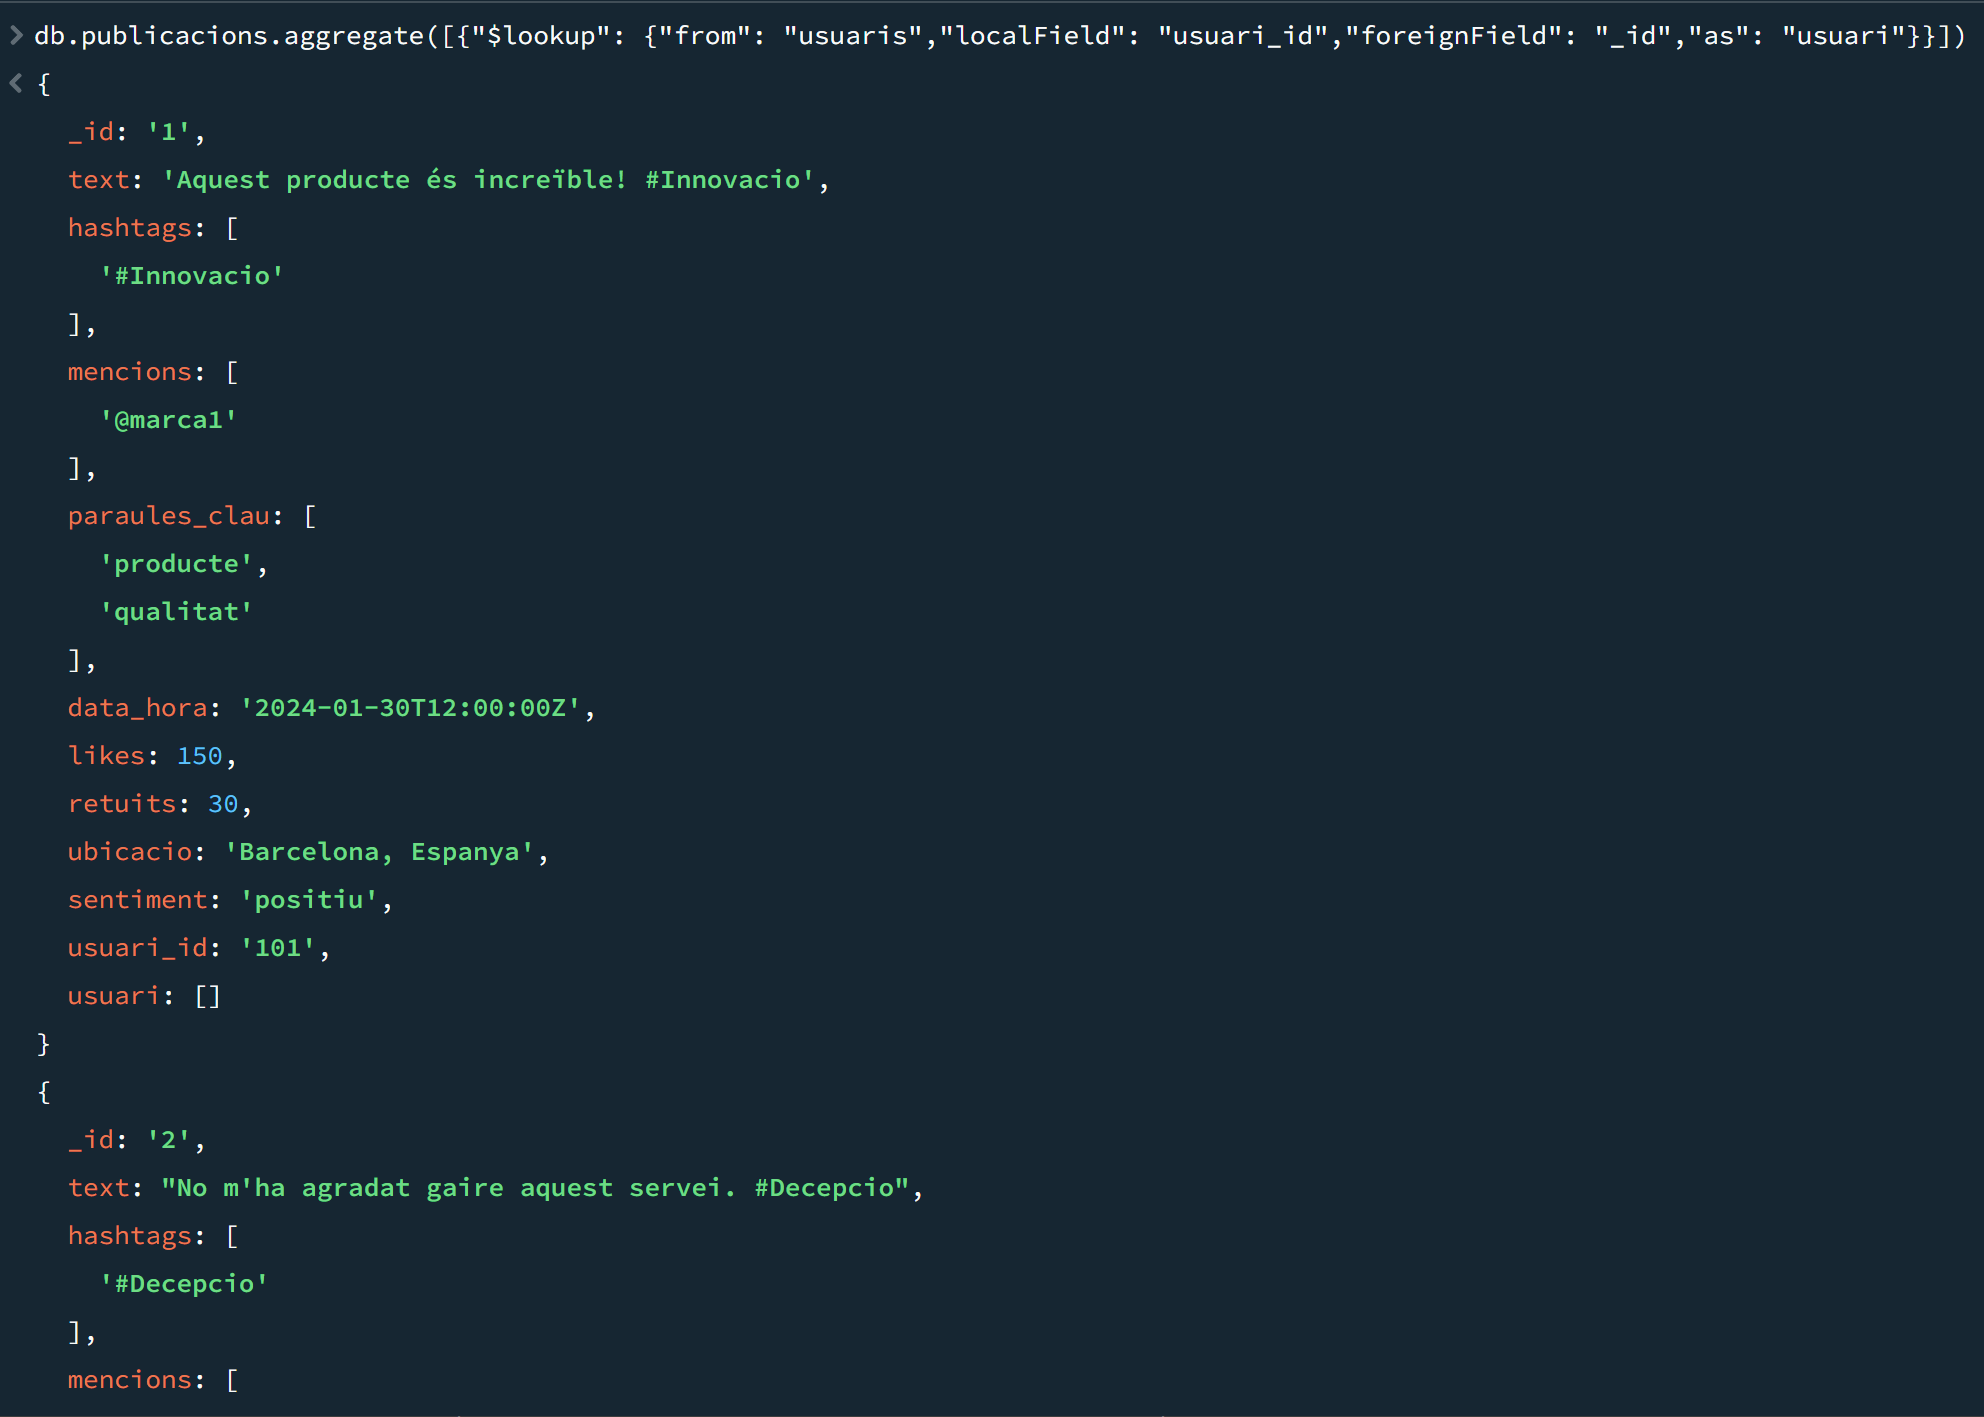 db.publicacions.aggregate([{"$lookup": {"from": "usuaris","localField": "usuari_id","foreignField": "_id","as": "usuari"}}])
{
_id: '1',
text: 'Aquest producte és increïble! #Innovacio',
hashtags: [
'#Innovacio'
],
mencions: [
'@marca1'
],
paraules_clau: [
'producte',
'qualitat'
],
data_hora: '2024-01-30T12:00:00Z',
likes: 150,
retuits: 30,
ubicacio: 'Barcelona, Espanya',
sentiment: 'positiu',
usuari_id: '101',
usuari: []
}
{
_id: '2',
text: "No m'ha agradat gaire aquest servei. #Decepcio",
hashtags: [
'#Decepcio'
],
mencions: [